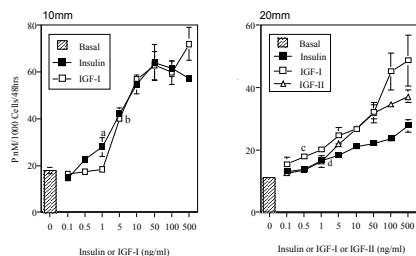 10mm
80
60
40
20
0
Basal
Insulin
IGF-I
a
b
P nM/1000 Cells/48hrs
0 0.1 0.5 1 5 10 50 100 500
Insulin or IGF-I (ng/ml)
20mm
60
40
20
0
Basal
Insulin
IGF-I
IGF-II
c
d
0 0.1 0.5 1 5 10 50 100 500
Insulin or IGF-I or IGF-II (ng/ml)